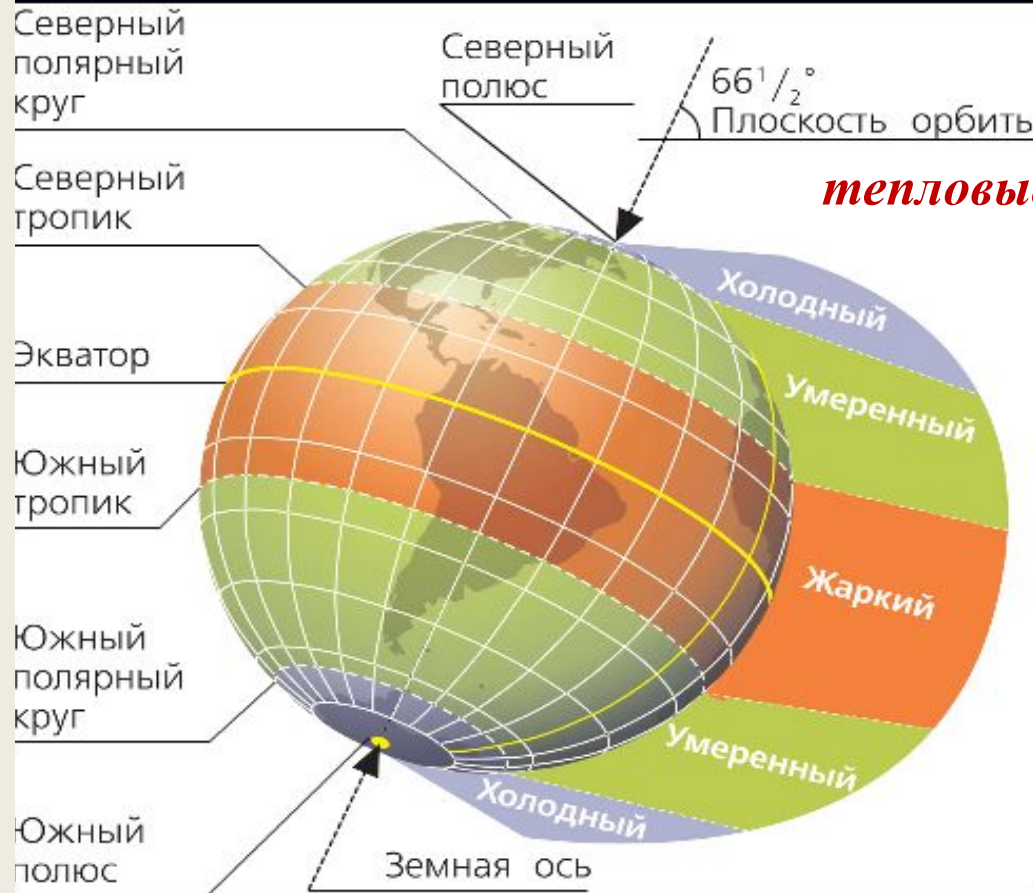 Северный
полярный
круг
Северный
полюс
66¹/₂°
Плоскость орбить
Северный
тропик
тепловые
Холодный
Умеренный
Экватор
Южный
тропик
Жаркий
Южный
полярный
круг
Умеренный
Холодный
Южный
полюс
Земная ось